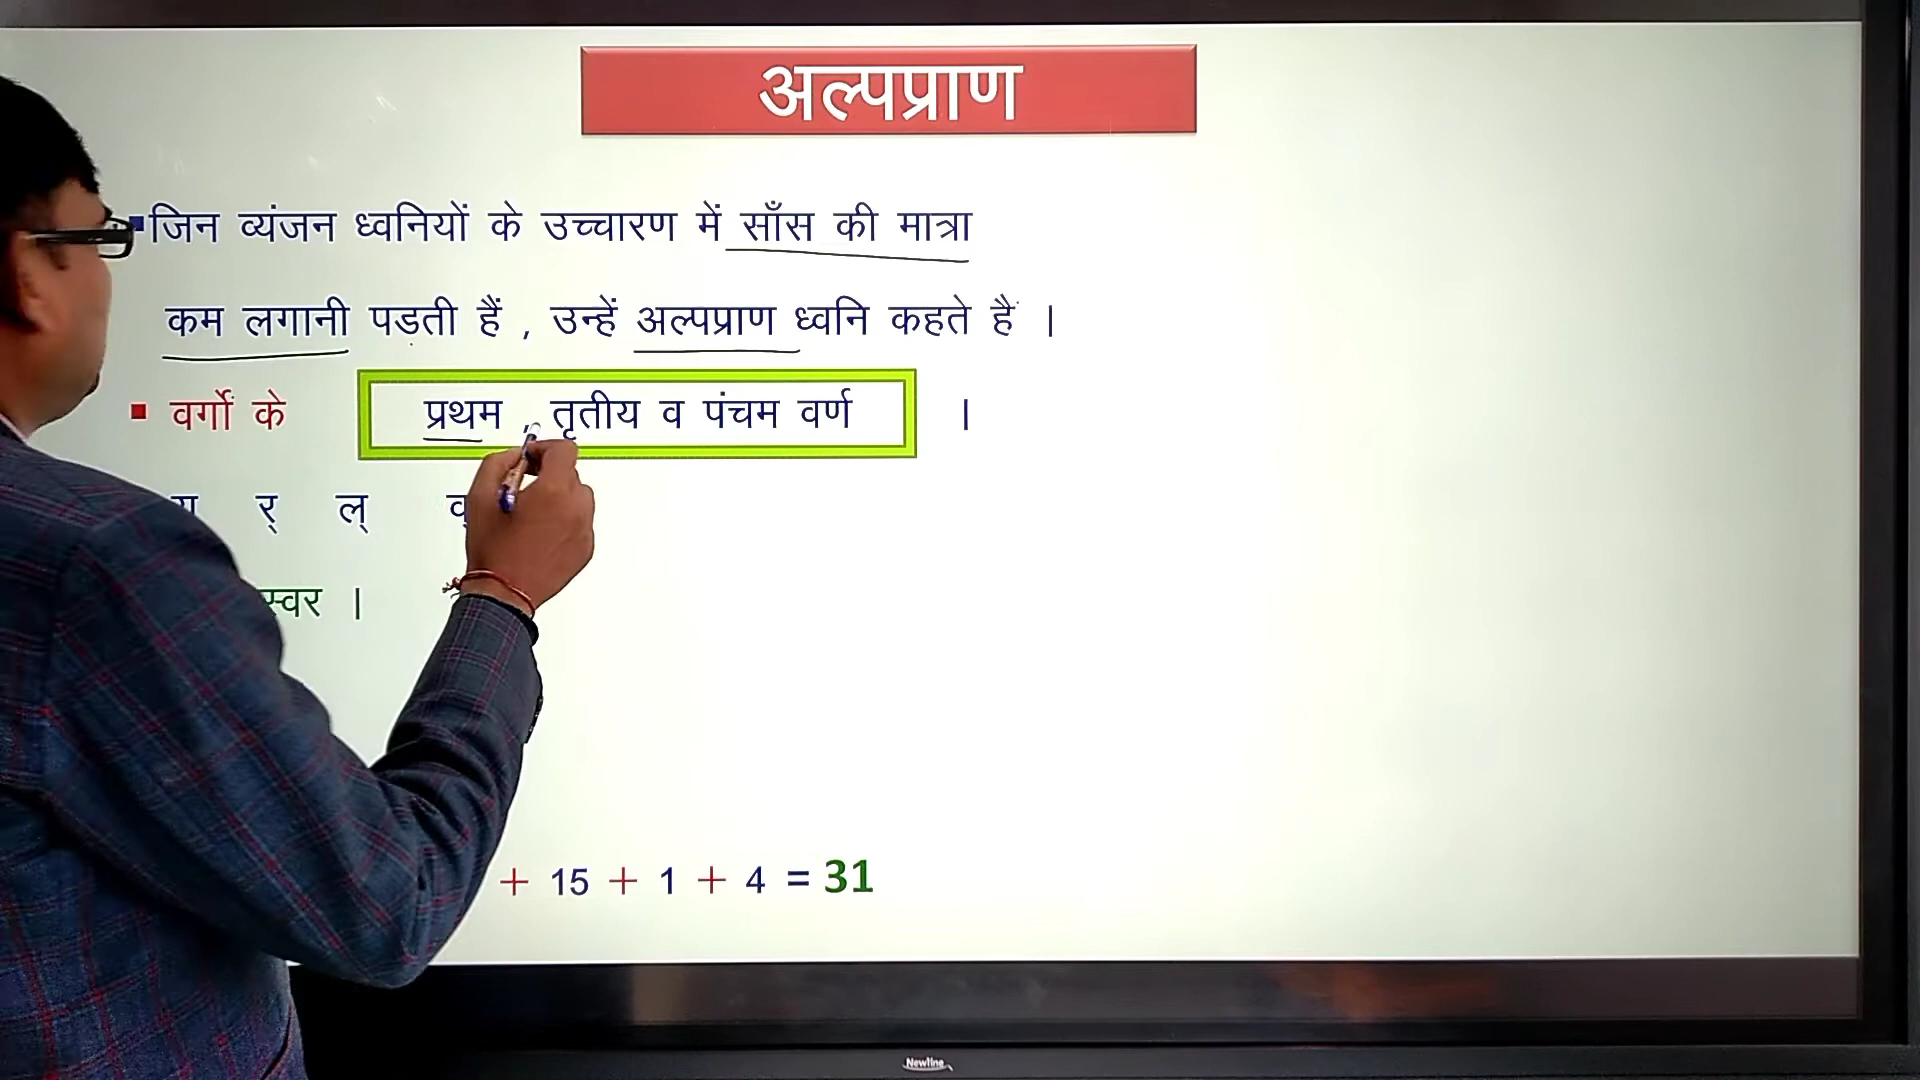 अल्पप्राण
जिन व्यंजन ध्वनियों के उच्चारण में साँस की मात्रा
कम लगानी पड़ती हैं , उन्हें अल्पप्राण ध्वनि कहते है ।
वर्गों के प्रथम , तृतीय व पंचम वर्ण ।
र् ल् व्
स्वर ।
+ 15 + 1 + 4 = 31
Newline